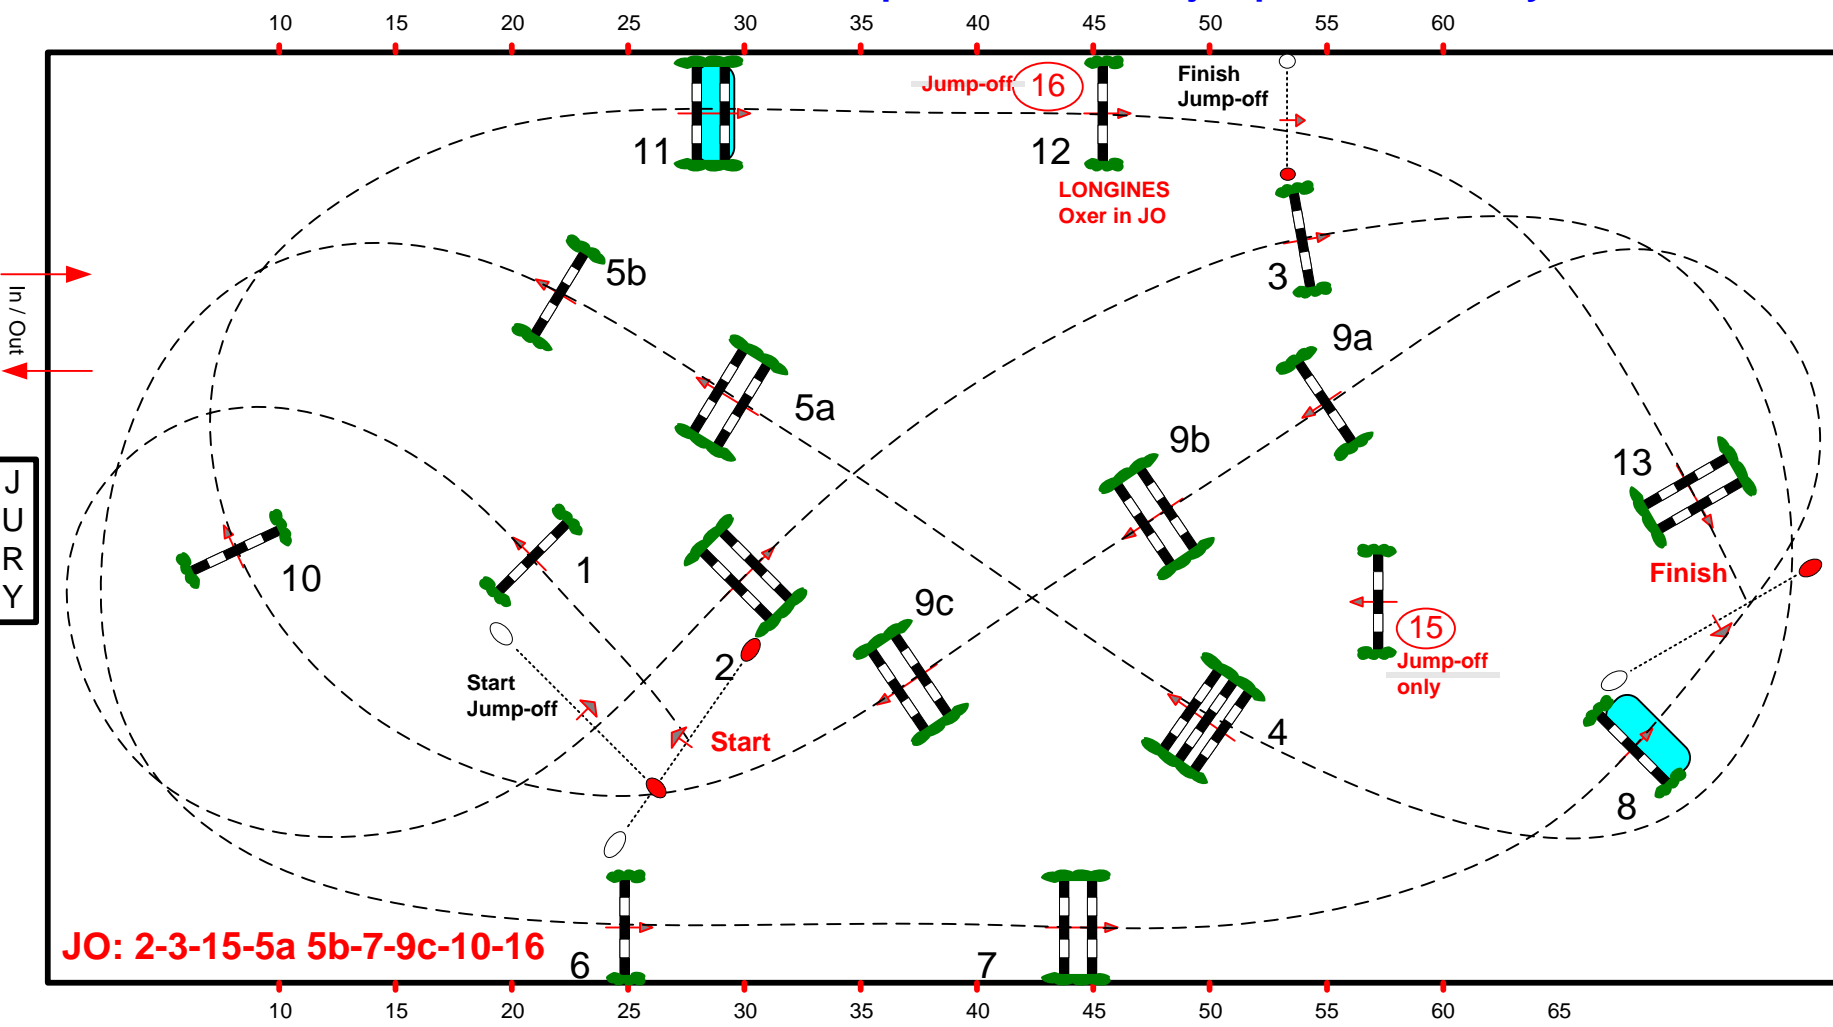 10 15 20 25 30 35 40 45 50 55 60
Jump-off 16
Finish
Jump-off
11
12
LONGINES
Oxer in JO
5b
3
In / Out
9a
5a
9b
13
J
U
R
Y
10
1
Finish
9c
15
Jump-off
only
2
Start
Jump-off
Start
4
8
JO: 2-3-15-5a 5b-7-9c-10-16
6
7
10 15 20 25 30 35 40 45 50 55 60 65